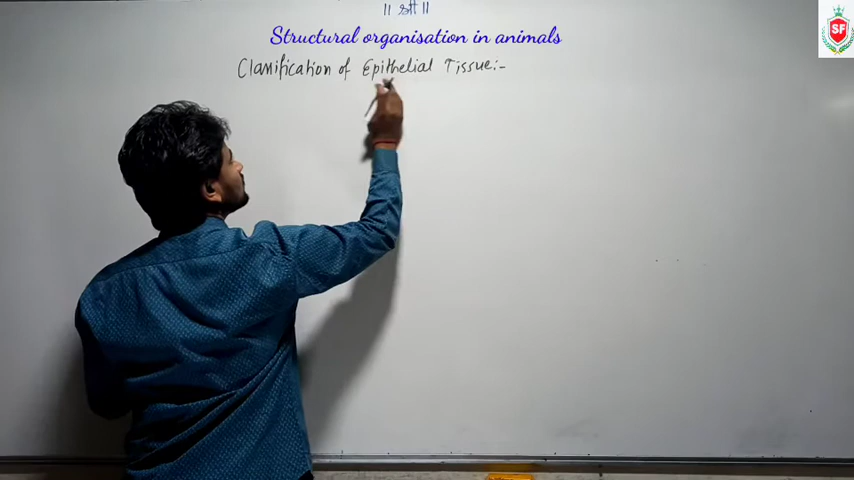 ॥ श्री ॥
Structural organisation in animals
Classification of Epithelial Tissue:-
SF